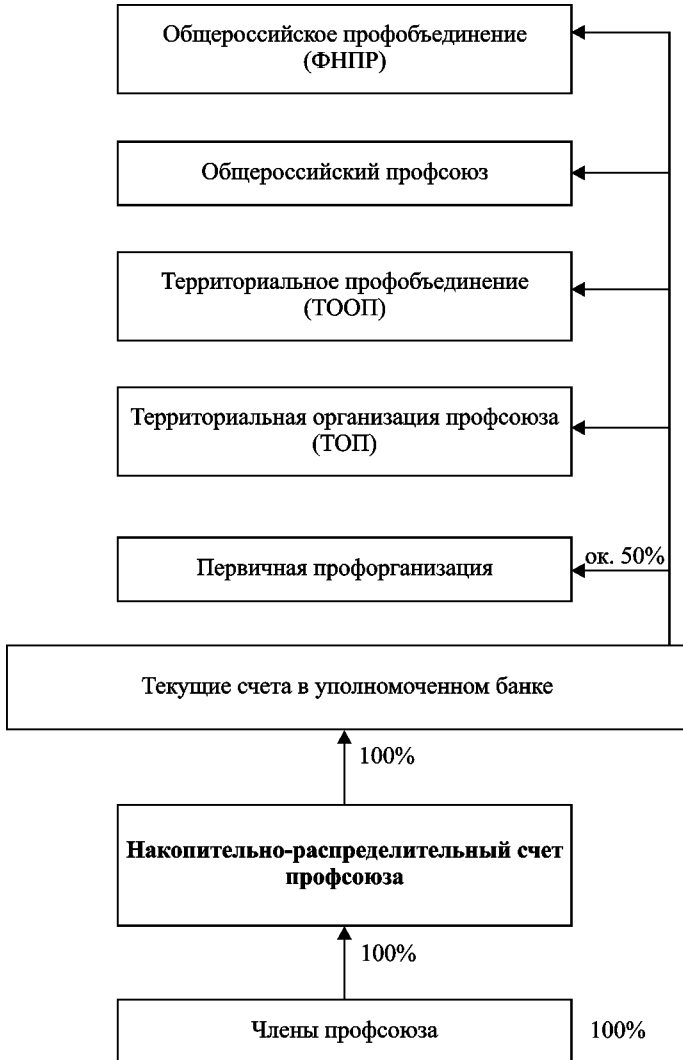 Общероссийское профобъединение
(ФНПР)
Общероссийский профсоюз
Территориальное профобъединение
(ТООП)
Территориальная организация профсоюза
(ТОП)
Первичная профорганизация
ок. 50%
Текущие счета в уполномоченном банке
100%
Накопительно-распределительный счет
профсоюза
100%
Члены профсоюза
100%